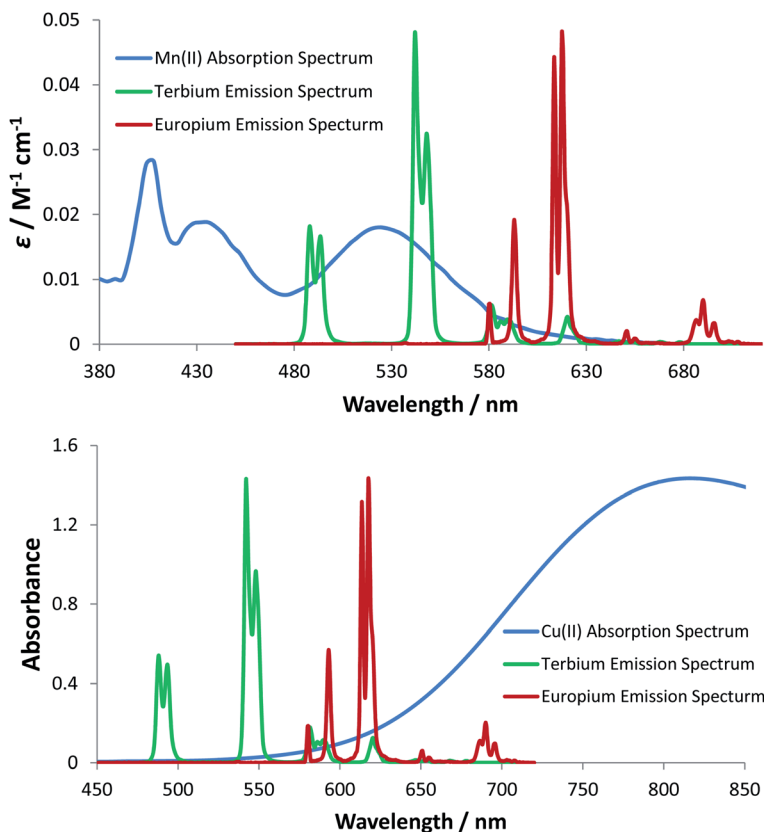 0.05
0.04
0.03
0.02
0.01
0
ε / M-1 cm-1
Mn(II) Absorption Spectrum
Terbium Emission Spectrum
Europium Emission Specturm
380 430 480 530 580 630 680
Wavelength / nm
1.6
1.2
0.8
0.4
0
Absorbance
Cu(II) Absorption Spectrum
Terbium Emission Spectrum
Europium Emission Specturm
450 500 550 600 650 700 750 800 850
Wavelength / nm